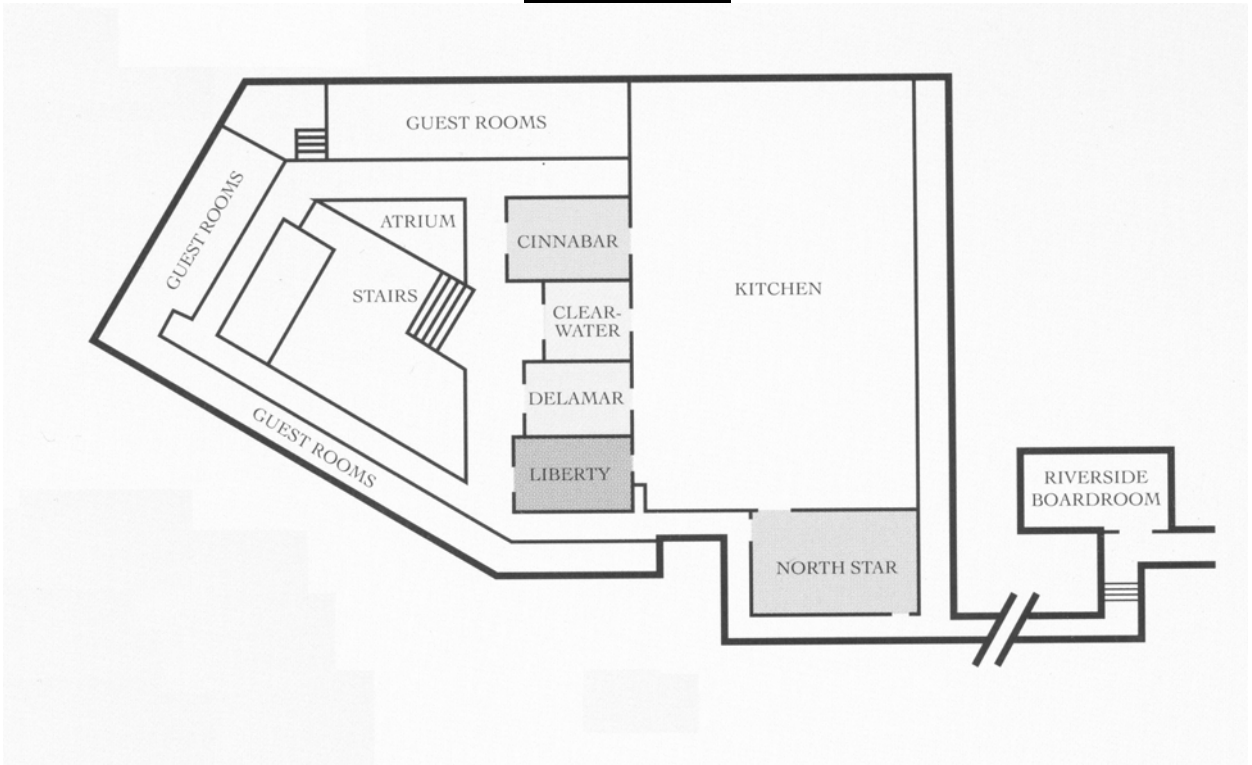 GUEST ROOMS
GUEST ROOMS
ATRIUM
CINNABAR
STAIRS
KITCHEN
CLEAR-
WATER
DELAMAR
GUEST ROOMS
LIBERTY
RIVERSIDE
BOARDROOM
NORTH STAR